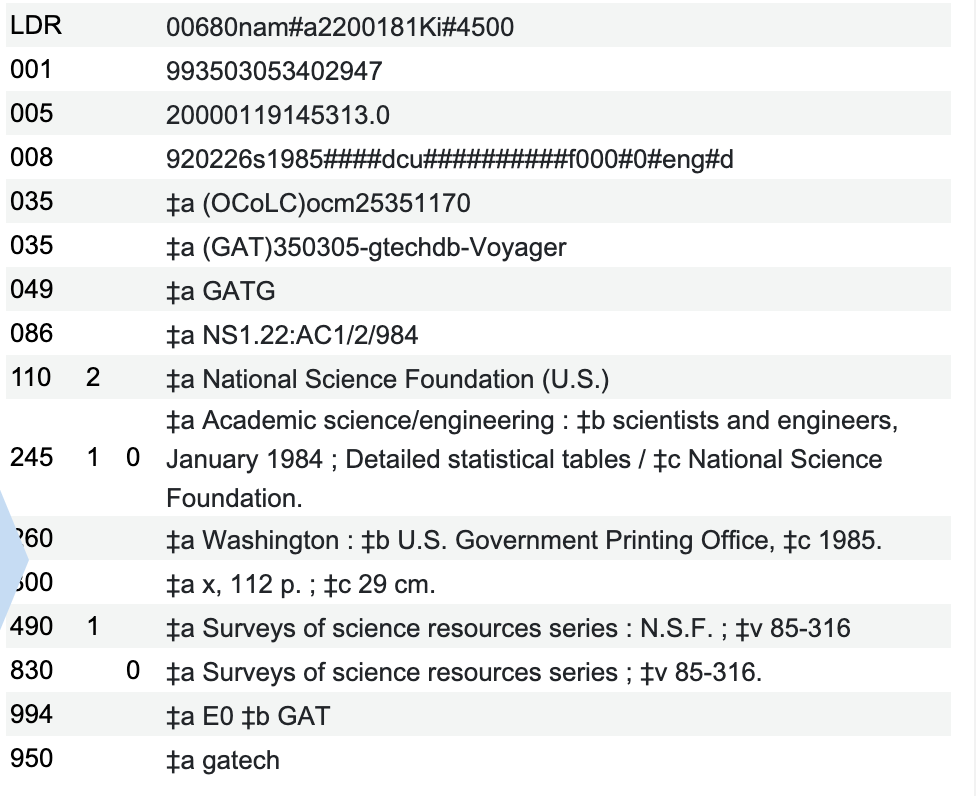 LDR 00680nam#a2200181Ki#4500
001 993503053402947
005 20000119145313.0
008 920226s1985####dcu##########f000#0#eng#d
035 ‡a (OCoLC)ocm25351170
035 ‡a (GAT)350305-gtechdb-Voyager
049 ‡a GATG
086 ‡a NS1.22:AC1/2/984
110 2 ‡a National Science Foundation (U.S.)
‡a Academic science/engineering : ‡b scientists and engineers,
245 1 0 January 1984 ; Detailed statistical tables / ‡c National Science
Foundation.
260 ‡a Washington : ‡b U.S. Government Printing Office, ‡c 1985.
300 ‡a x, 112 p. ; ‡c 29 cm.
490 1 ‡a Surveys of science resources series : N.S.F. ; ‡v 85-316
830 0 ‡a Surveys of science resources series ; ‡v 85-316.
994 ‡a E0 ‡b GAT
950 ‡a gatech